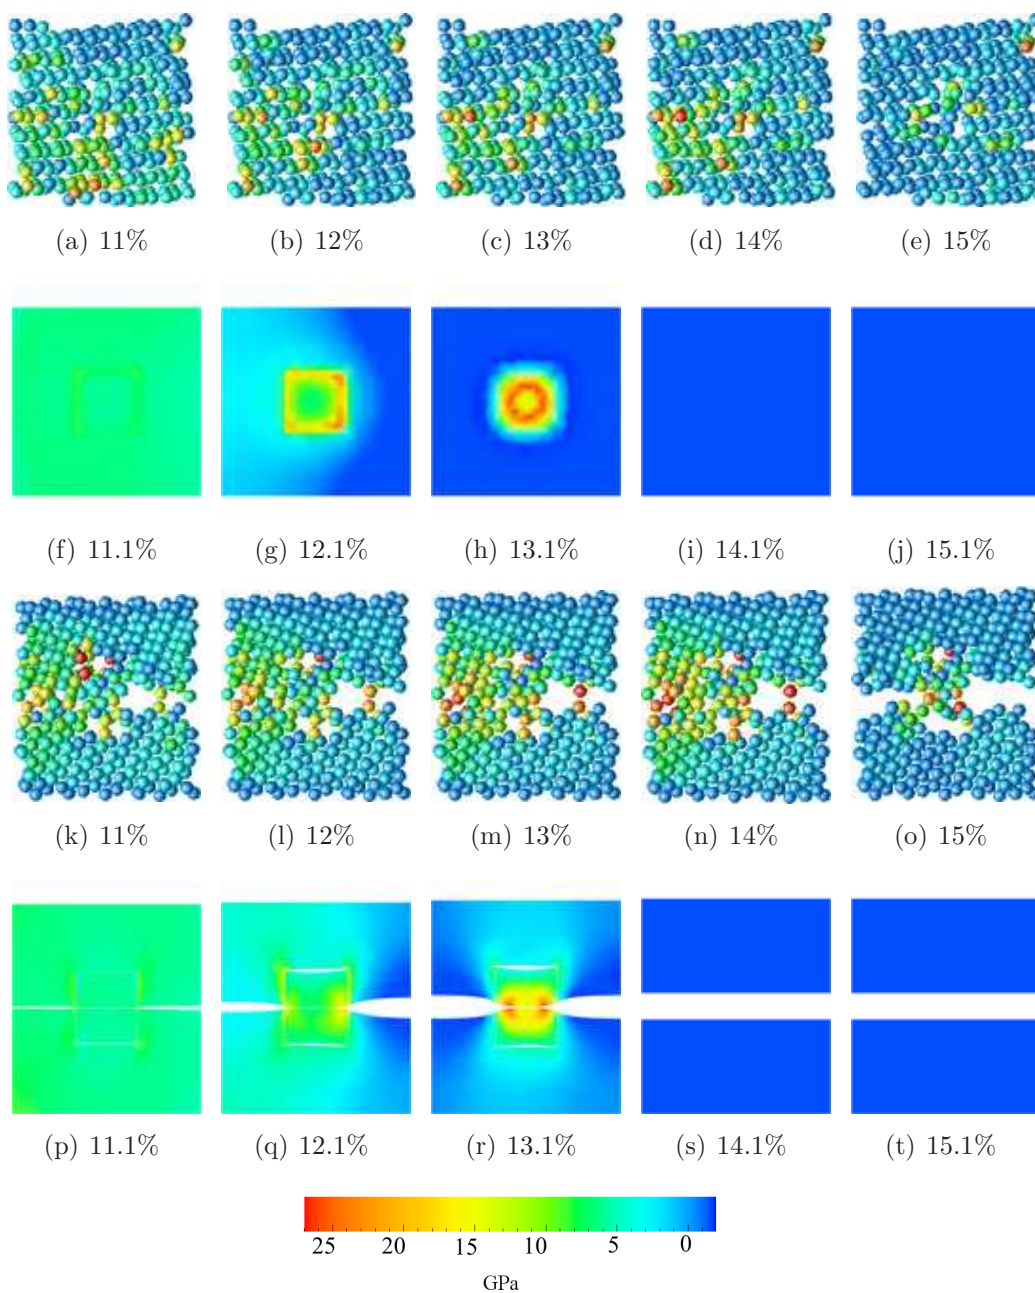 (a) 11% (b) 12% (c) 13% (d) 14% (e) 15%
(f) 11.1% (g) 12.1% (h) 13.1% (i) 14.1% (j) 15.1%
(k) 11% (l) 12% (m) 13% (n) 14% (o) 15%
(p) 11.1% (q) 12.1% (r) 13.1% (s) 14.1% (t) 15.1%
25 20 15 10 5 0
GPa